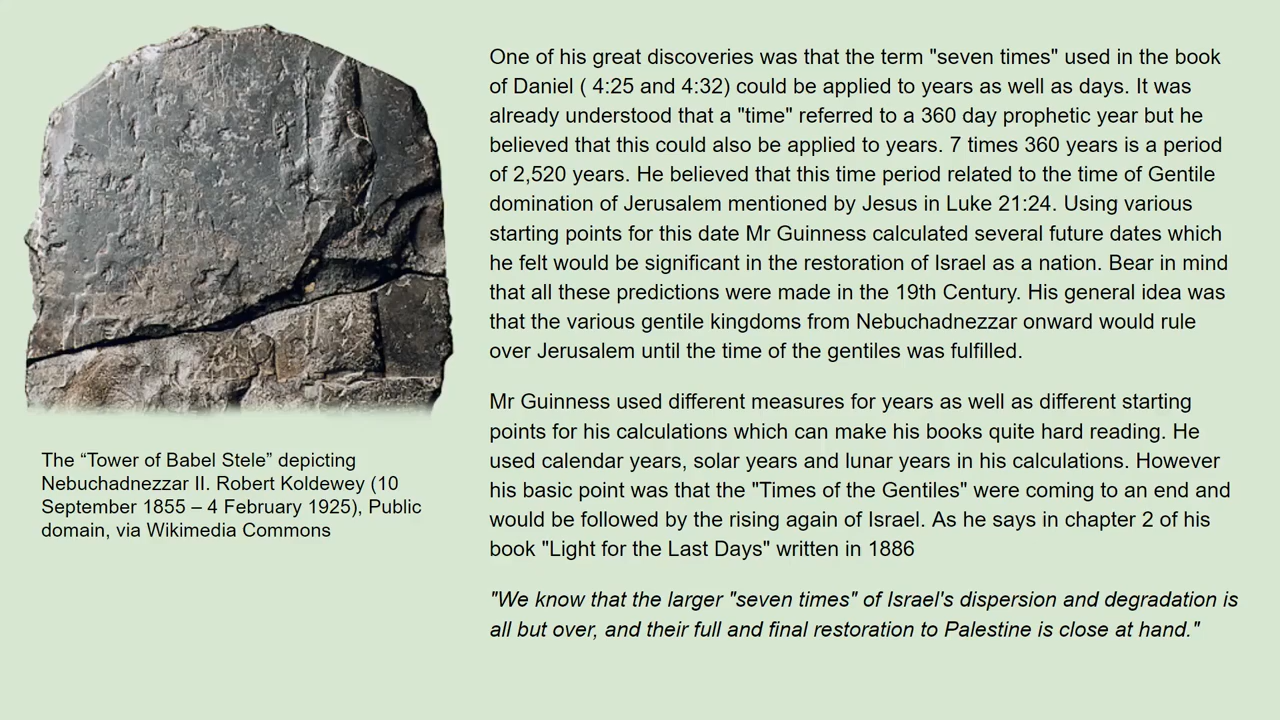 One of his great discoveries was that the term "seven times" used in the book
of Daniel ( 4:25 and 4:32) could be applied to years as well as days. It was
already understood that a "time" referred to a 360 day prophetic year but he
believed that this could also be applied to years. 7 times 360 years is a period
of 2,520 years. He believed that this time period related to the time of Gentile
domination of Jerusalem mentioned by Jesus in Luke 21:24. Using various
starting points for this date Mr Guinness calculated several future dates which
he felt would be significant in the restoration of Israel as a nation. Bear in mind
that all these predictions were made in the 19th Century. His general idea was
that the various gentile kingdoms from Nebuchadnezzar onward would rule
over Jerusalem until the time of the gentiles was fulfilled.
Mr Guinness used different measures for years as well as different starting
points for his calculations which can make his books quite hard reading. He
used calendar years, solar years and lunar years in his calculations. However
his basic point was that the "Times of the Gentiles" were coming to an end and
would be followed by the rising again of Israel. As he says in chapter 2 of his
book "Light for the Last Days" written in 1886
"We know that the larger "seven times" of Israel's dispersion and degradation is
all but over, and their full and final restoration to Palestine is close at hand."
The “Tower of Babel Stele” depicting
Nebuchadnezzar II. Robert Koldewey (10
September 1855 – 4 February 1925), Public
domain, via Wikimedia Commons